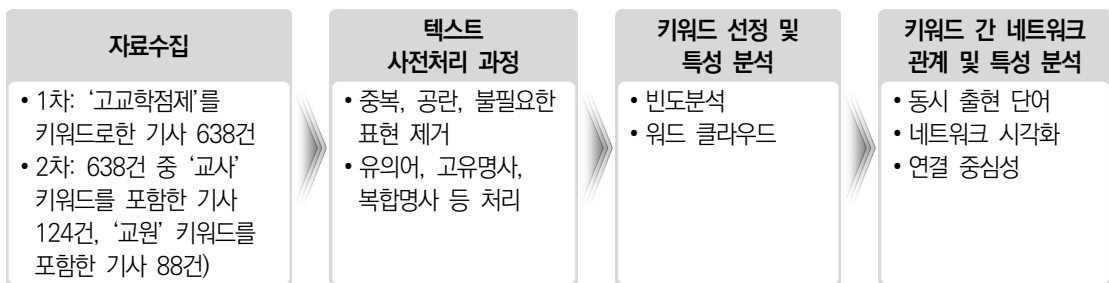 자료수집
• 1차: ‘고교학점제’를
키워드로한 기사 638건
• 2차: 638건 중 ‘교사’
키워드를 포함한 기사
124건, ‘교원’ 키워드를
포함한 기사 88건)
텍스트
사전처리 과정
• 중복, 공란, 불필요한
표현 제거
• 유의어, 고유명사,
복합명사 등 처리
키워드 선정 및
특성 분석
• 빈도분석
• 워드 클라우드
키워드 간 네트워크
관계 및 특성 분석
• 동시 출현 단어
• 네트워크 시각화
• 연결 중심성